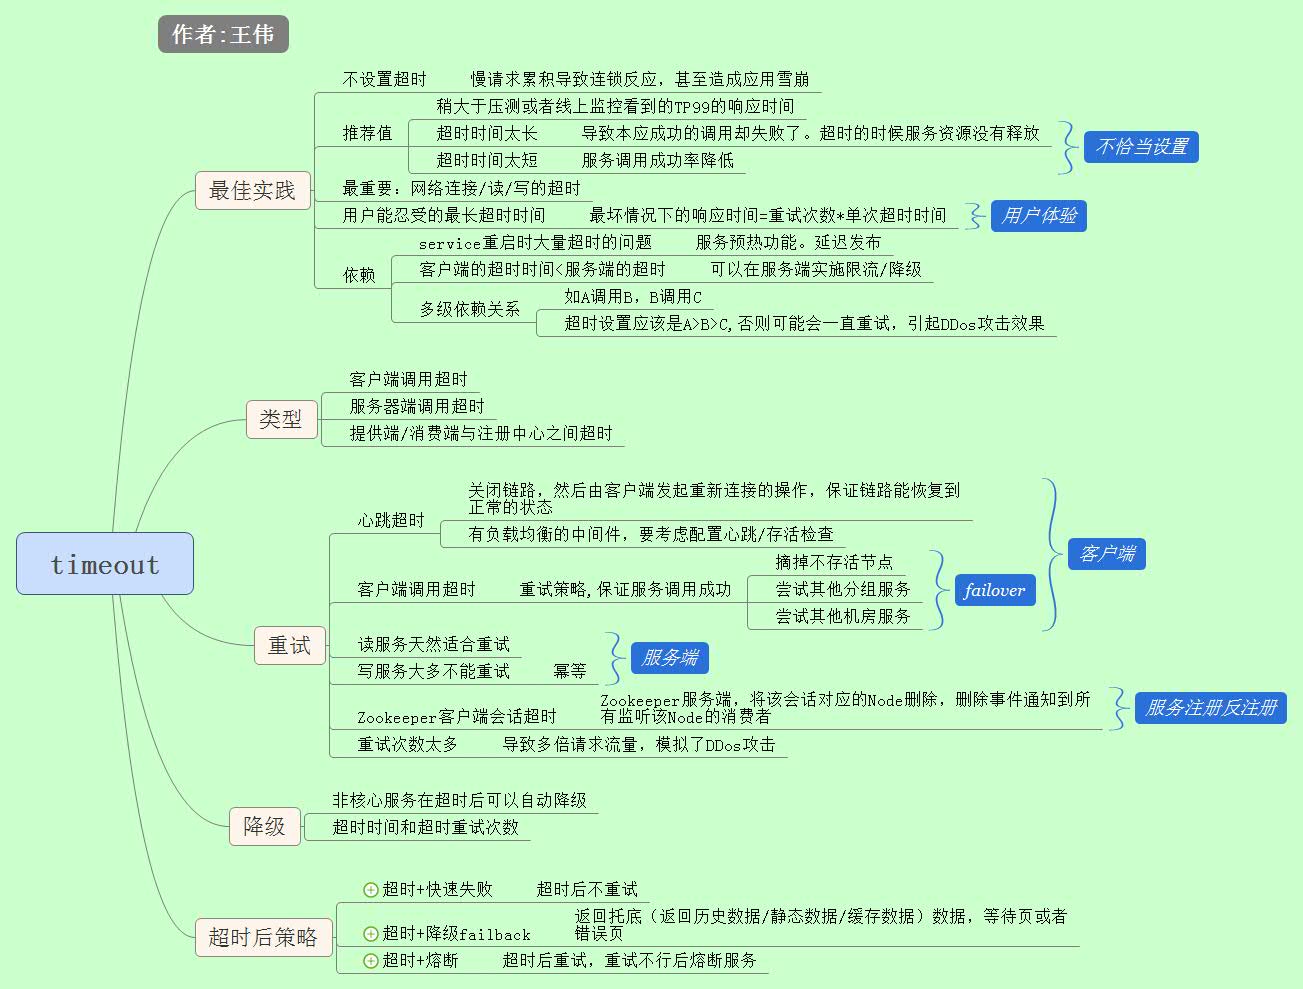 作者:王伟
timeout
最佳实践
不设置超时
慢请求累积导致连锁反应，甚至造成应用雪崩
推荐值
稍大于压测或者线上监控看到的TP99的响应时间
超时时间太长
导致本应成功的调用却失败了。超时的时候服务资源没有释放
超时时间太短
服务调用成功率降低
不恰当设置
最重要：网络连接/读/写的超时
用户能忍受的最长超时时间
最坏情况下的响应时间=重试次数*单次超时时间
用户体验
依赖
service重启时大量超时的问题
服务预热功能。延迟发布
客户端的超时时间<服务端的超时
可以在服务端实施限流/降级
多级依赖关系
如A调用B，B调用C
超时设置应该是A>B>C,否则可能会一直重试，引起DDos攻击效果
类型
客户端调用超时
服务器端调用超时
提供端/消费端与注册中心之间超时
重试
心跳超时
关闭链路，然后由客户端发起重新连接的操作，保证链路能恢复到
正常的状态
有负载均衡的中间件，要考虑配置心跳/存活检查
客户端调用超时
重试策略,保证服务调用成功
摘掉不存活节点
尝试其他分组服务
尝试其他机房服务
failover
客户端
读服务天然适合重试
写服务大多不能重试
幂等
服务端
Zookeeper客户端会话超时
Zookeeper服务端，将该会话对应的Node删除，删除事件通知到所
有监听该Node的消费者
服务注册反注册
重试次数太多
导致多倍请求流量，模拟了DDos攻击
降级
非核心服务在超时后可以自动降级
超时时间和超时重试次数
超时后策略
超时+快速失败
超时后不重试
超时+降级failback
返回托底（返回历史数据/静态数据/缓存数据）数据，等待页或者
错误页
超时+熔断
超时后重试，重试不行后熔断服务